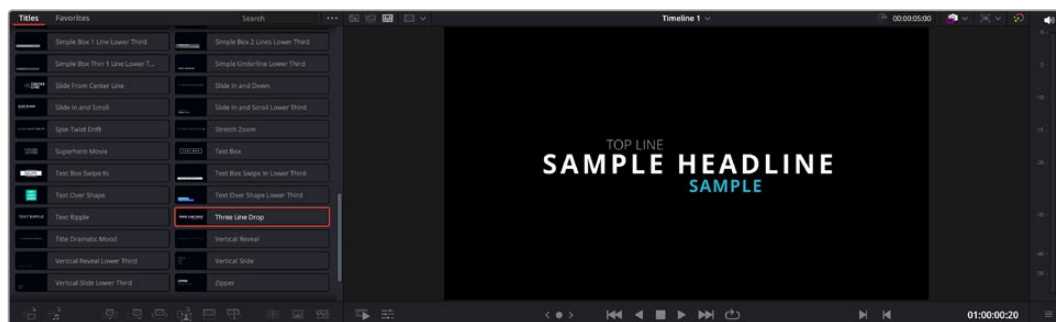 Titles Favorites Search Timeline 1 00:00:05:00
Simple Box 1 Line Lower Third Simple Box 2 Lines Lower Third
Simple Box Thin 1 Line Lower T... Simple Underline Lower Third
Slide From Center Line Slide In and Down
Slide In and Scroll Slide In and Scroll Lower Third
Spin Twist Drift Stretch Zoom
Superhero Movie Text Box
Text Box Swipe In Text Box Swipe In Lower Third
Text Over Shape Text Over Shape Lower Third
TEXT RIPPLE Text Ripple Three Line Drop
Title Dramatic Mood Vertical Reveal
Vertical Reveal Lower Third Vertical Slide
Vertical Slide Lower Third Zipper
TOP LINE
SAMPLE HEADLINE
SAMPLE
01:00:00:20